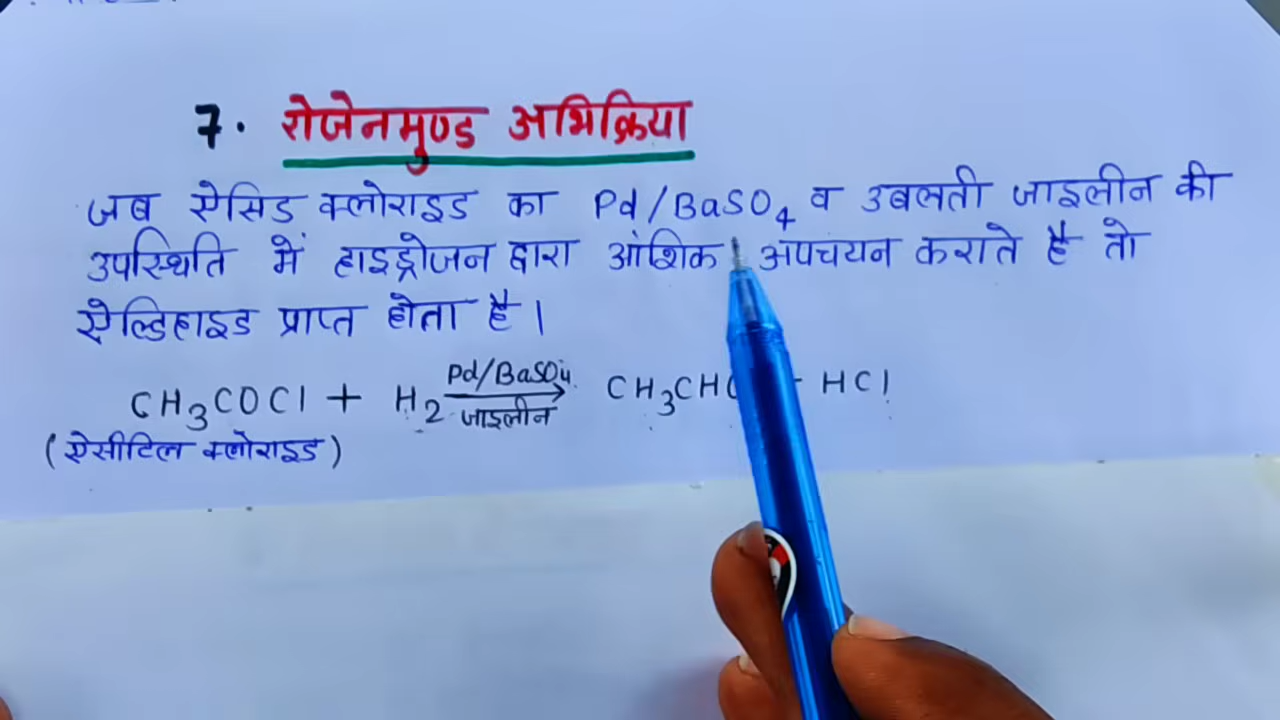 7. रोजेनमुण्ड अभिक्रिया
जब ऐसिड क्लोराइड का Pd/BaSO₄ व उबलती जाइलीन की
उपस्थिति में हाइड्रोजन द्वारा आंशिक अपचयन कराते है तो
ऐल्डिहाइड प्राप्त होता है।
CH₃COCl + H₂ Pd/BaSO₄ जाइलीन → HCl
(ऐसीटिल क्लोराइड)